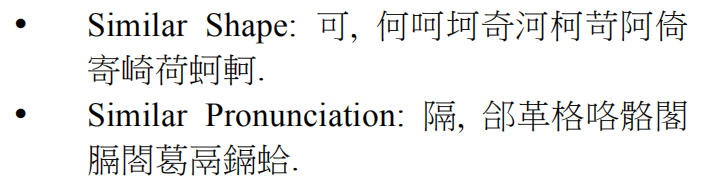 • Similar Shape: 可, 何呵坷奇河柯苛阿倚
寄崎荷蚵軻.
• Similar Pronunciation: 隔, 郃革格咯骼閣
膈閤葛鬲鎘蛤.